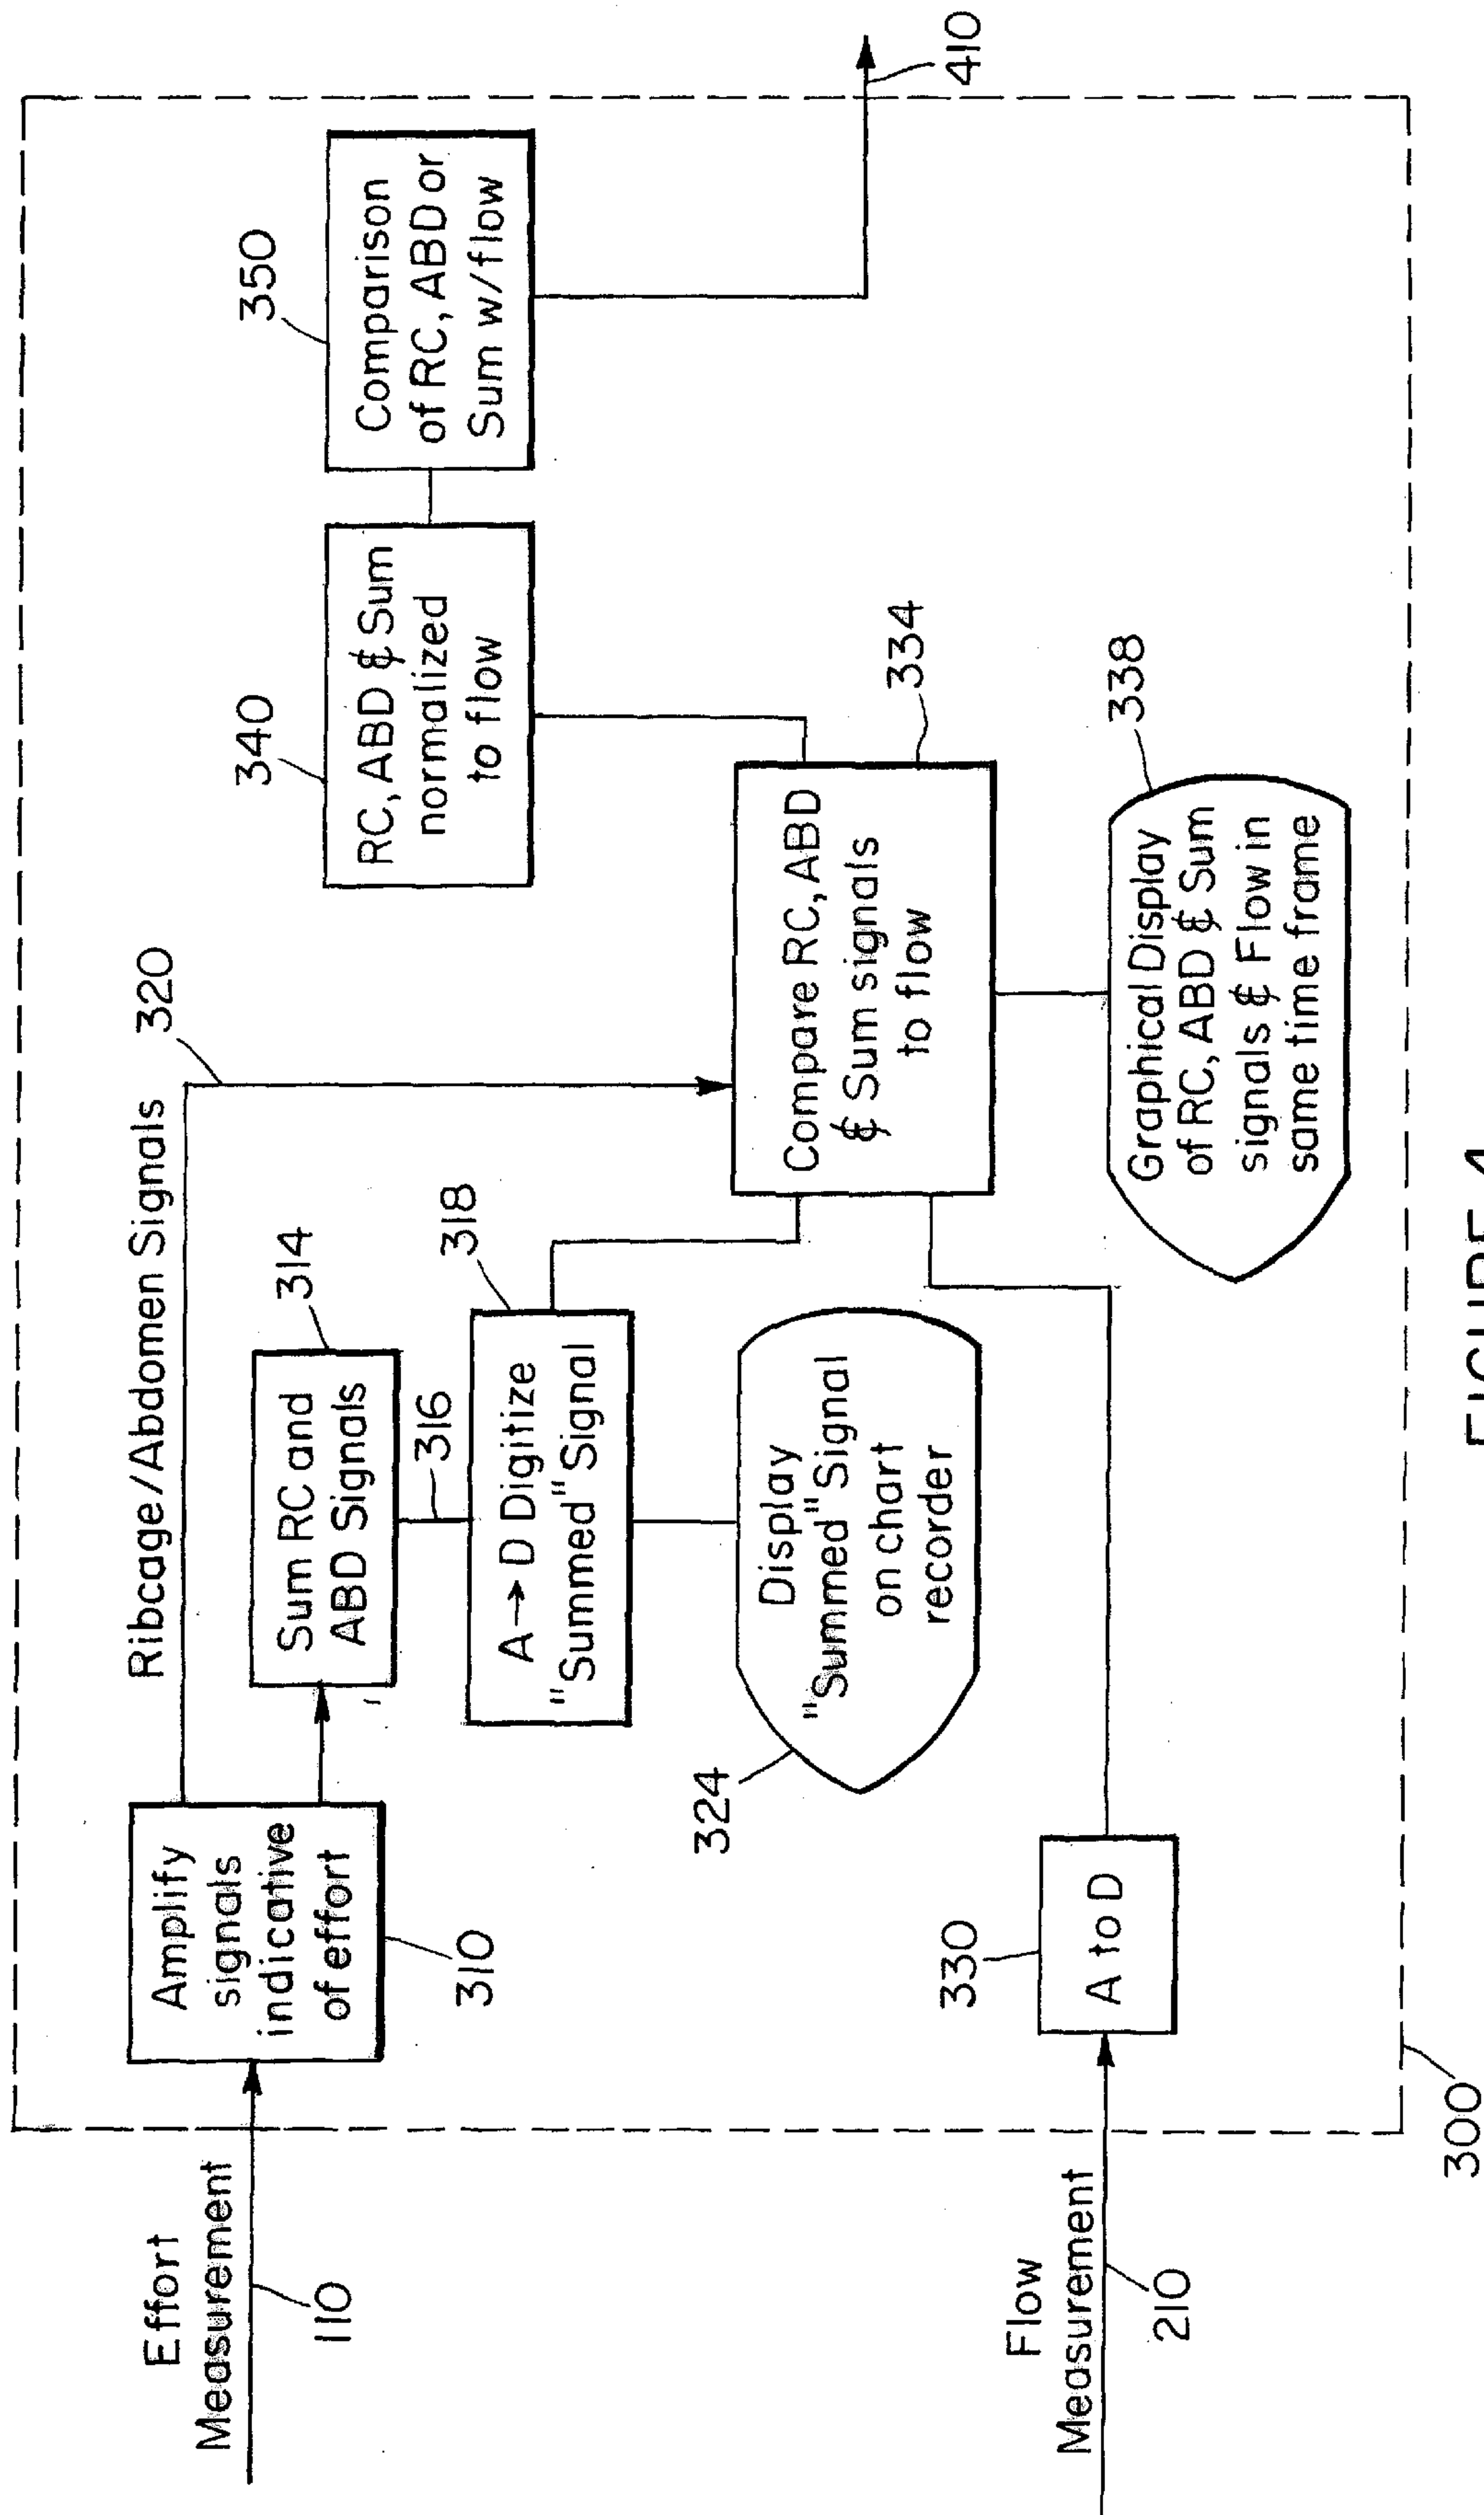 Effort
Measurement
110
Amplify
signals
indicative
of effort
310
Ribcage/Abdomen Signals
320
Sum RC and
ABD Signals
314
316
A→D Digitize
"Summed" Signal
318
Display
"Summed" Signal
on chart
recorder
324
Flow
Measurement
210
A to D
330
Compare RC, ABD
& Sum signals
to flow
334
Graphical Display
of RC, ABD & Sum
signals & Flow in
same time frame
338
RC, ABD & Sum
normalized
to flow
340
Comparison
of RC, ABD or
Sum w/flow
350
410
300
FIGURE 4